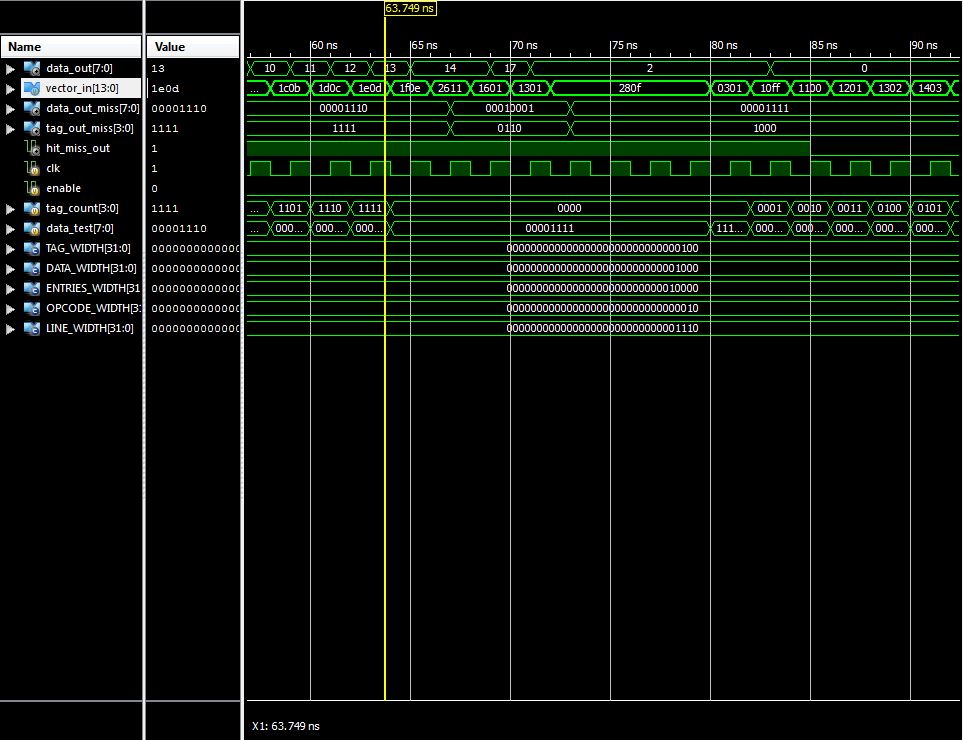 63.749 ns
Name Value 60 ns 65 ns 70 ns 75 ns 80 ns 85 ns 90 ns
data_out[7:0] 13 10 11 12 13 14 17 2 0
vector_in[13:0] 1e0d ... 1c0b 1d0c 1e0d 1f0e 2611 1601 1301 280f 0301 10ff 1100 1201 1302 1403
data_out_miss[7:0] 00001110 00001110 00010001 00001111
tag_out_miss[3:0] 1111 1111 0110 1000
hit_miss_out 1
clk 1
enable 0
tag_count[3:0] 1111 ... 1101 1110 1111 0000 0001 0010 0011 0100 0101
data_test[7:0] 00001110 ... 000... 000... 000... 00001111 111... 000... 000... 000... 000... 000...
TAG_WIDTH[31:0] 0000000000000 00000000000000000000000000000100
DATA_WIDTH[31:0] 0000000000000 00000000000000000000000000001000
ENTRIES_WIDTH[31 0000000000000 00000000000000000000000000010000
OPCODE_WIDTH[3: 0000000000000 00000000000000000000000000000010
LINE_WIDTH[31:0] 0000000000000 00000000000000000000000000001110
X1: 63.749 ns